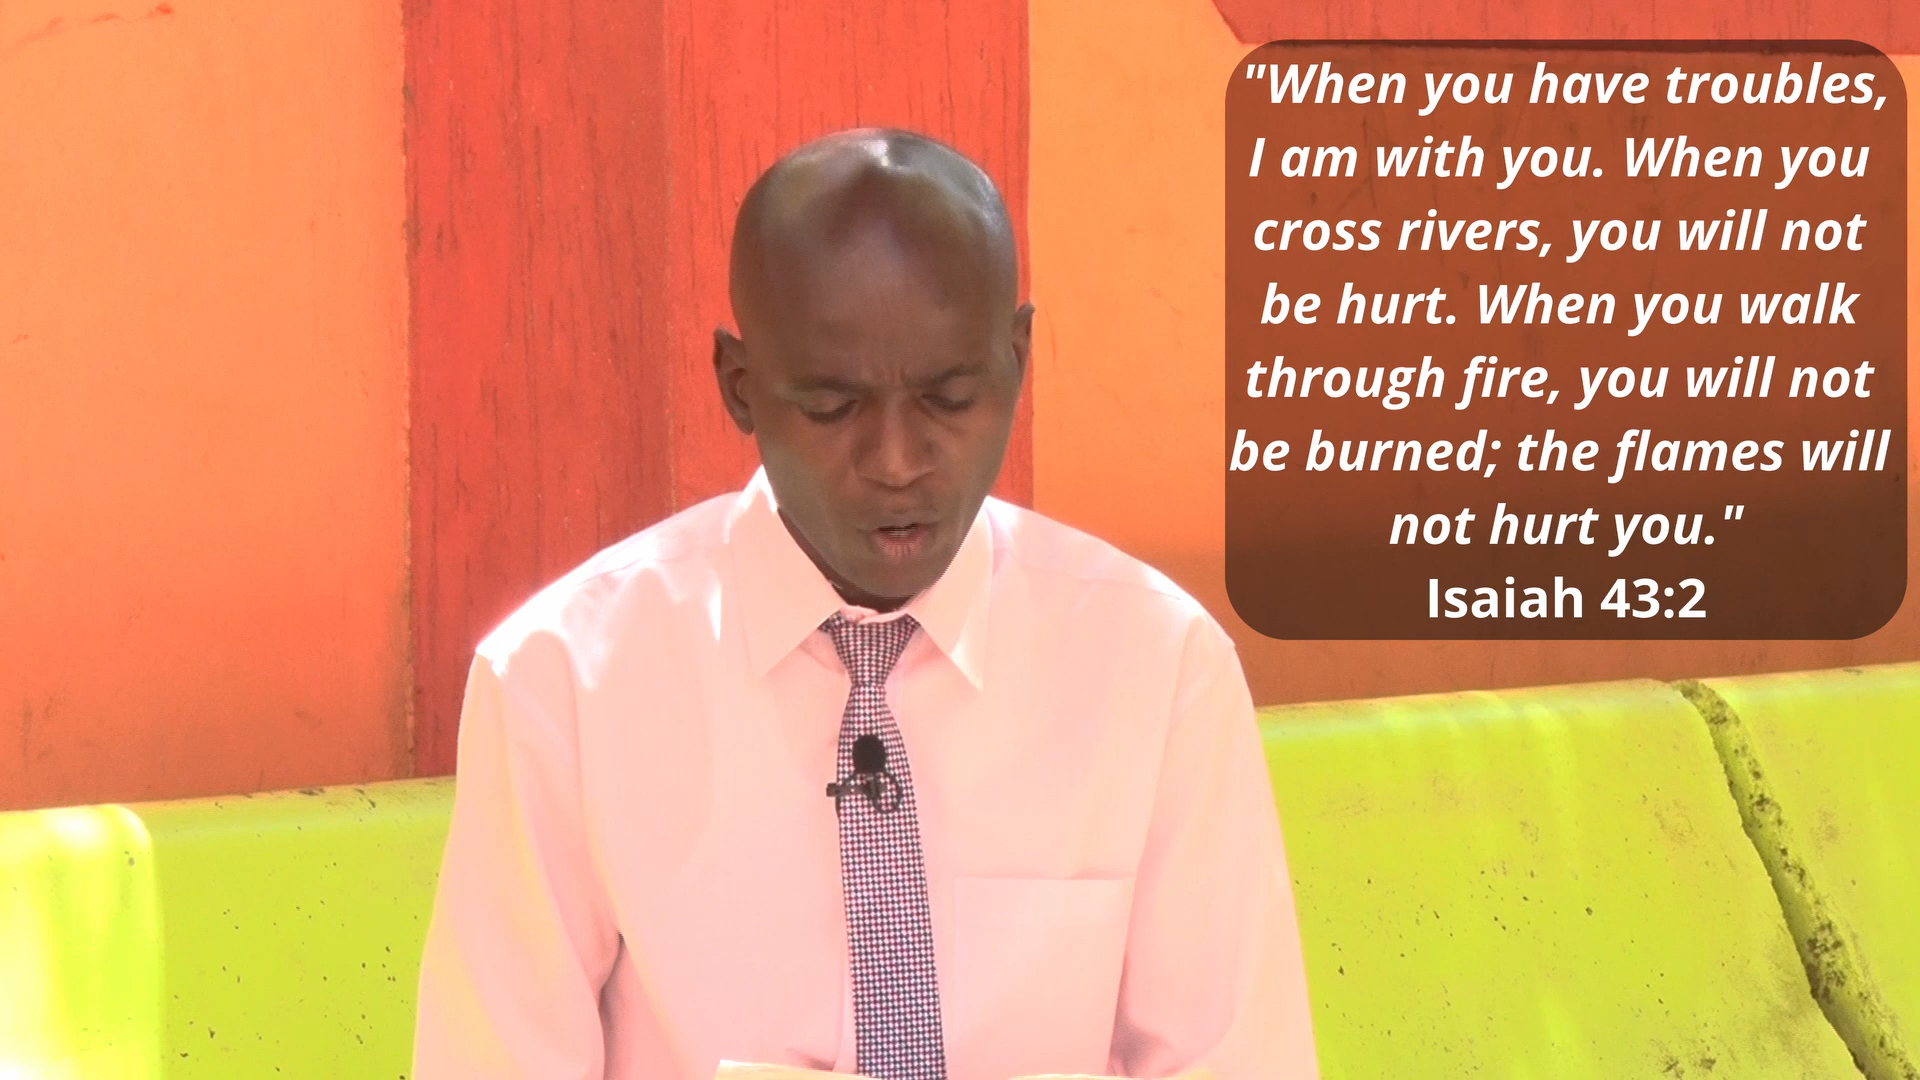 "When you have troubles,
I am with you. When you
cross rivers, you will not
be hurt. When you walk
through fire, you will not
be burned; the flames will
not hurt you."
Isaiah 43:2